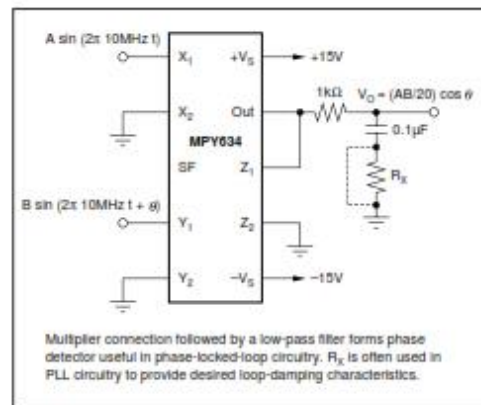 A sin (2π 10MHz t)
X1
+VS
+15V
1kΩ
VO = (AB/20) cos θ
X2
Out
0.1μF
MPY634
SF
Z1
RX
B sin (2π 10MHz t + θ)
Y1
Z2
Y2
–VS
–15V
Multiplier connection followed by a low-pass filter forms phase
detector useful in phase-locked-loop circuitry. RX is often used in
PLL circuitry to provide desired loop-damping characteristics.